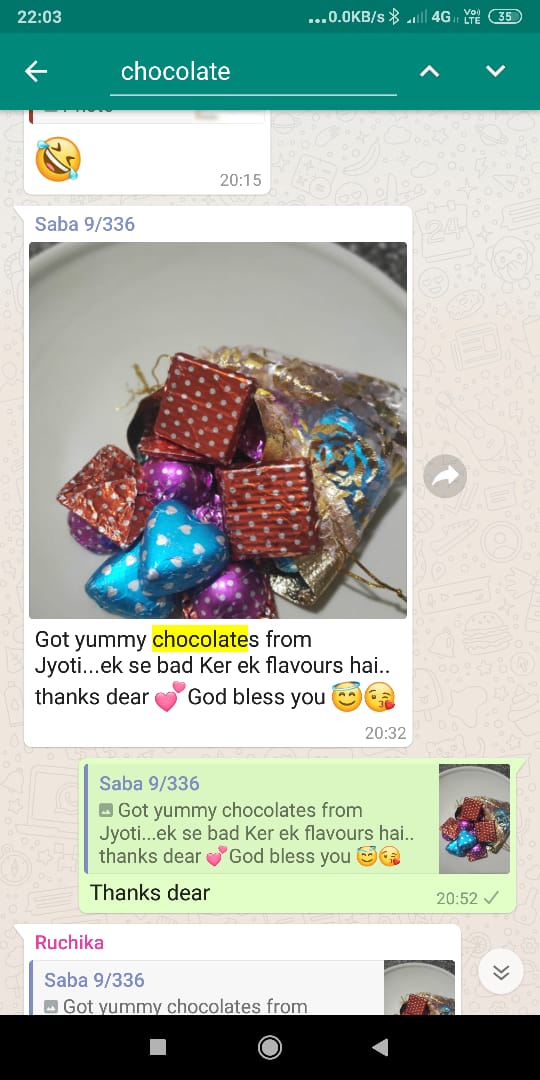 22:03
...0.0KB/s 4G Vo) LTE 35
chocolate
20:15
Saba 9/336
Got yummy chocolates from
Jyoti...ek se bad Ker ek flavours hai..
thanks dear 💕God bless you 😇😘
20:32
Saba 9/336
Got yummy chocolates from
Jyoti...ek se bad Ker ek flavours hai..
thanks dear 💕God bless you 😇😘
Thanks dear
20:52
Ruchika
Saba 9/336
Got yummy chocolates from